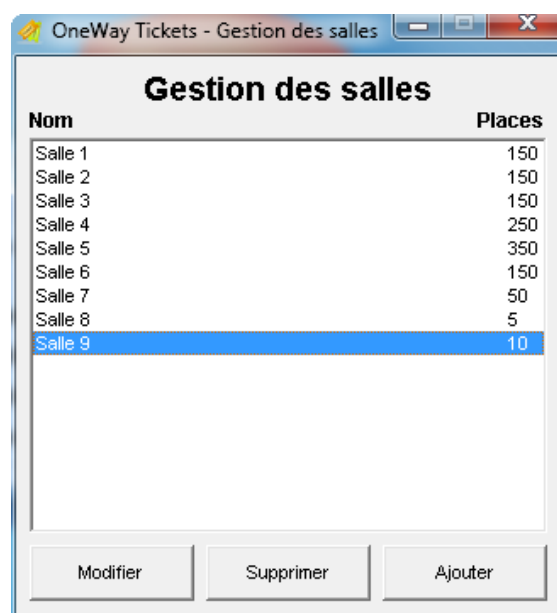 OneWay Tickets - Gestion des salles
Gestion des salles
Nom Places
Salle 1 150
Salle 2 150
Salle 3 150
Salle 4 250
Salle 5 350
Salle 6 150
Salle 7 50
Salle 8 5
Salle 9 10
Modifier Supprimer Ajouter